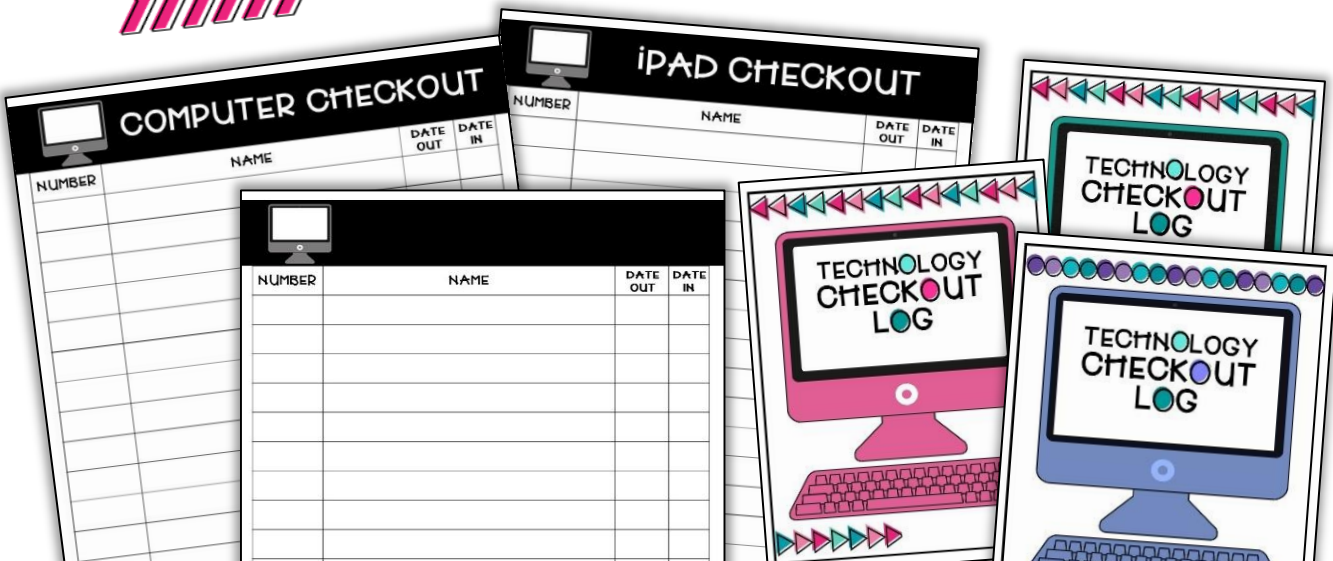 COMPUTER CHECKOUT
NUMBER NAME DATE OUT DATE IN
iPAD CHECKOUT
NUMBER NAME DATE OUT DATE IN
NUMBER NAME DATE OUT DATE IN
TECHNOLOGY
CHECKOUT
LOG
TECHNOLOGY
CHECKOUT
LOG
TECHNOLOGY
CHECKOUT
LOG